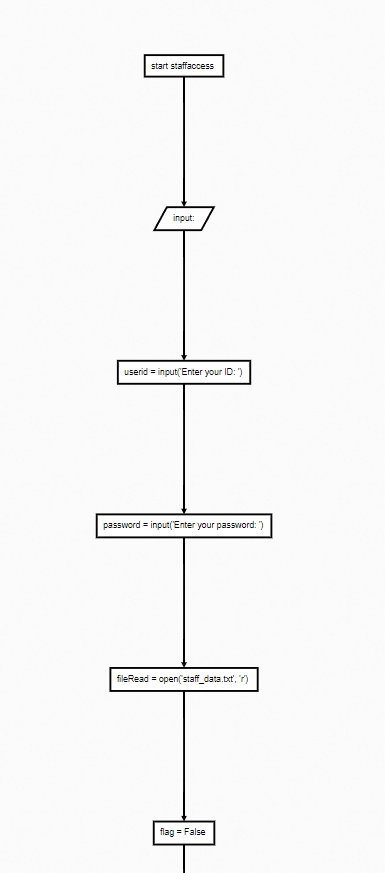 start staffaccess
input:
userid = input('Enter your ID: ')
password = input('Enter your password: ')
fileRead = open('staff_data.txt', 'r')
flag = False